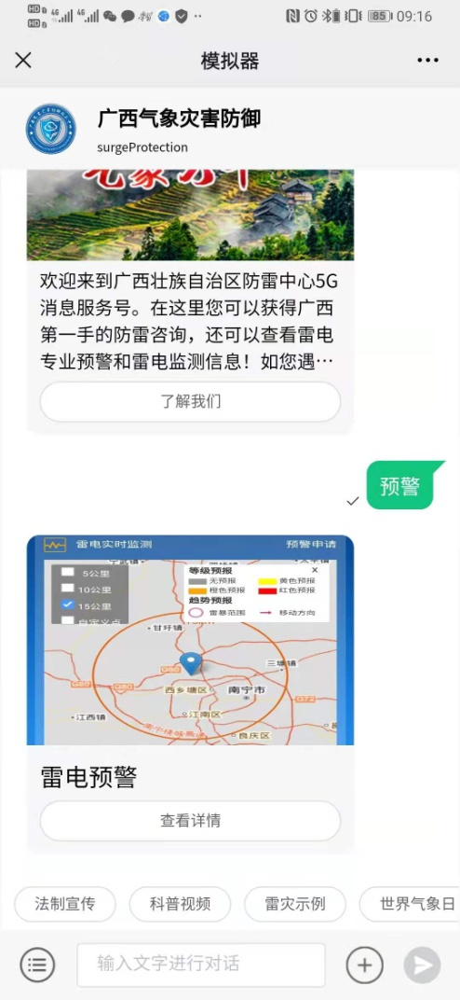 85 09:16
模拟器
广西气象灾害防御
surgeProtection
欢迎来到广西壮族自治区防雷中心5G
消息服务号。在这里您可以获得广西
第一手的防雷咨询，还可以查看雷电
专业预警和雷电监测信息！如您遇…
了解我们
预警
雷电实时监测
预警申请
5公里
10公里
15公里
自定义点
等级预报
无预报
黄色预报
橙色预报
红色预报
趋势预报
雷暴范围
移动方向
甘圩镇
三塘镇
G80
G80
G80
G72
西乡塘区
南宁市
江南区
江西镇
良庆区
雷电预警
查看详情
法制宣传
科普视频
雷灾示例
世界气象日
输入文字进行对话